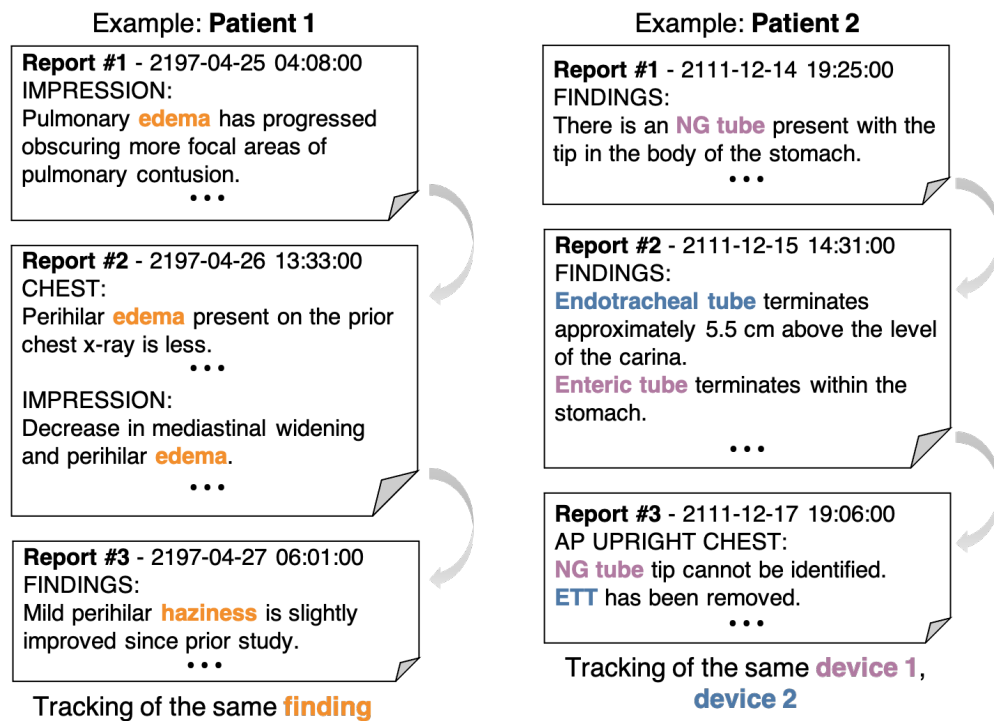 Example: Patient 1
Report #1 - 2197-04-25 04:08:00
IMPRESSION:
Pulmonary edema has progressed
obscuring more focal areas of
pulmonary contusion.
...
Report #2 - 2197-04-26 13:33:00
CHEST:
Perihilar edema present on the prior
chest x-ray is less.
...
IMPRESSION:
Decrease in mediastinal widening
and perihilar edema.
...
Report #3 - 2197-04-27 06:01:00
FINDINGS:
Mild perihilar haziness is slightly
improved since prior study.
...
Tracking of the same finding
Example: Patient 2
Report #1 - 2111-12-14 19:25:00
FINDINGS:
There is an NG tube present with the
tip in the body of the stomach.
...
Report #2 - 2111-12-15 14:31:00
FINDINGS:
Endotracheal tube terminates
approximately 5.5 cm above the level
of the carina.
Enteric tube terminates within the
stomach.
...
Report #3 - 2111-12-17 19:06:00
AP UPRIGHT CHEST:
NG tube tip cannot be identified.
ETT has been removed.
...
Tracking of the same device 1,
device 2